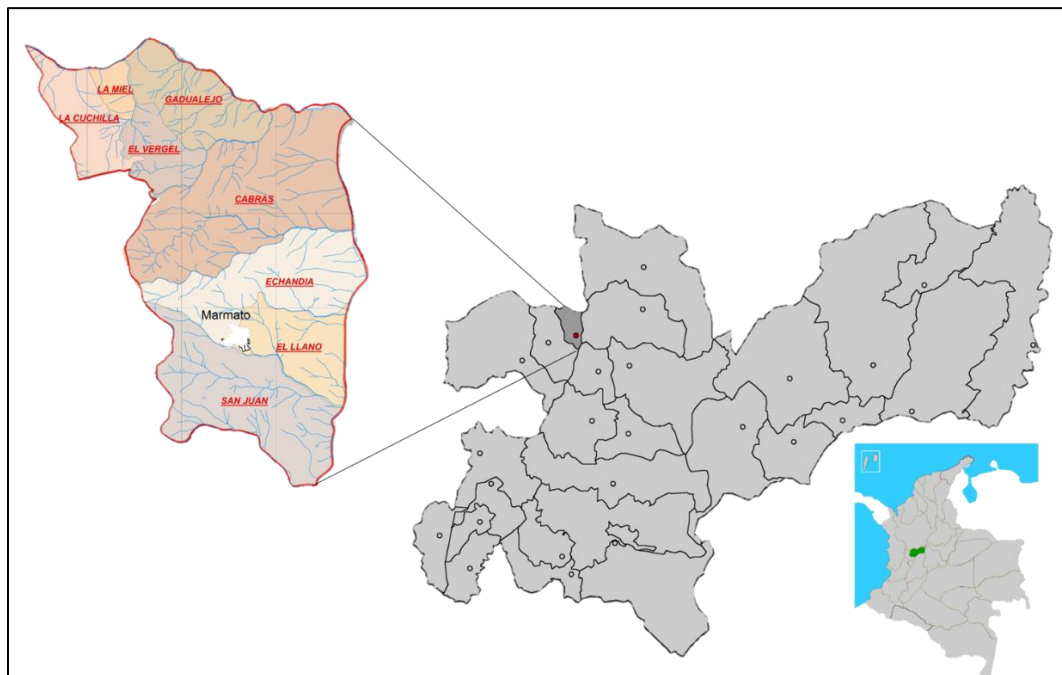 LA MIEL
GADUALEJO
LA CUCHILLA
EL VERGEL
CABRAS
ECHANDIA
Marmato
EL LLANO
SAN JUAN